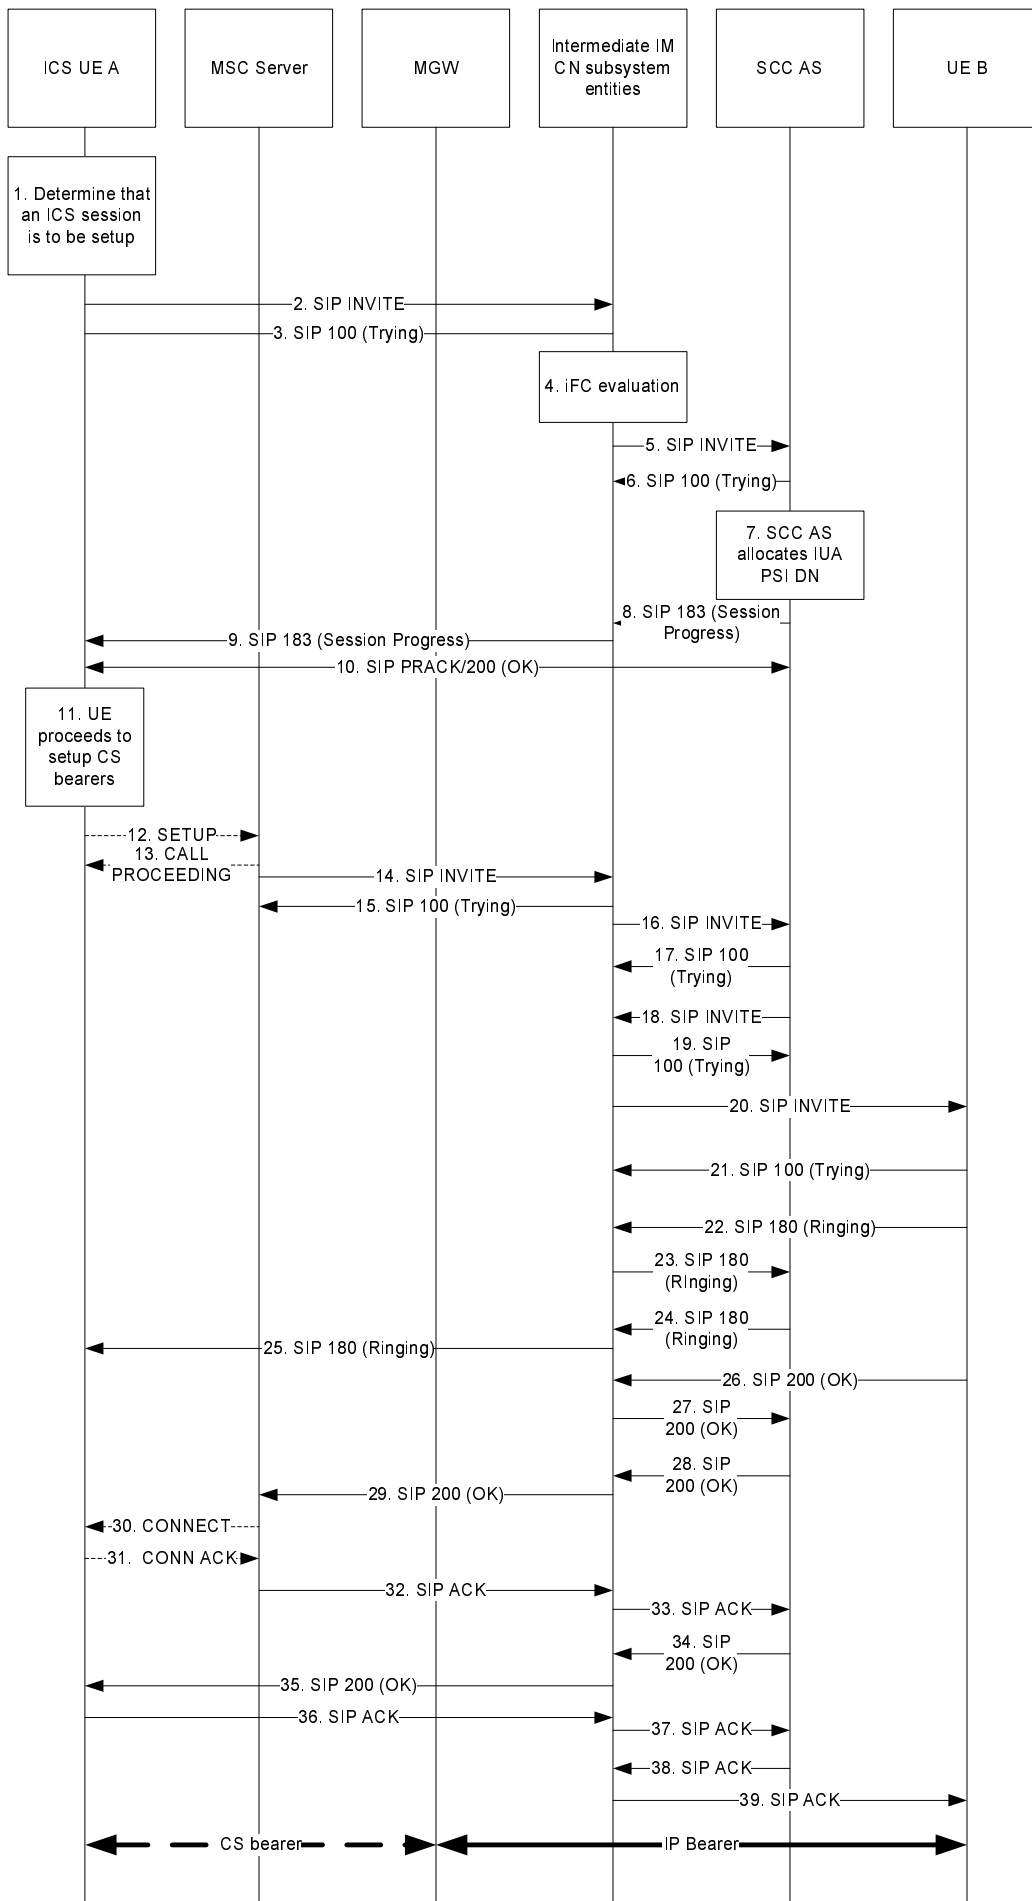 ICS UE A
MSC Server
MGW
Intermediate IM
CN subsystem
entities
SCC AS
UE B
1. Determine that
an ICS session
is to be setup
2. SIP INVITE
3. SIP 100 (Trying)
4. iFC evaluation
5. SIP INVITE
6. SIP 100 (Trying)
7. SCC AS
allocates IUA
PSI DN
8. SIP 183 (Session
Progress)
9. SIP 183 (Session Progress)
10. SIP PRACK/200 (OK)
11. UE
proceeds to
setup CS
bearers
12. SETUP
13. CALL
PROCEEDING
14. SIP INVITE
15. SIP 100 (Trying)
16. SIP INVITE
17. SIP 100
(Trying)
18. SIP INVITE
19. SIP
100 (Trying)
20. SIP INVITE
21. SIP 100 (Trying)
22. SIP 180 (Ringing)
23. SIP 180
(RInging)
24. SIP 180
(Ringing)
25. SIP 180 (Ringing)
26. SIP 200 (OK)
27. SIP
200 (OK)
28. SIP
200 (OK)
29. SIP 200 (OK)
30. CONNECT
31. CONN ACK
32. SIP ACK
33. SIP ACK
34. SIP
200 (OK)
35. SIP 200 (OK)
36. SIP ACK
37. SIP ACK
38. SIP ACK
39. SIP ACK
CS bearer
IP Bearer